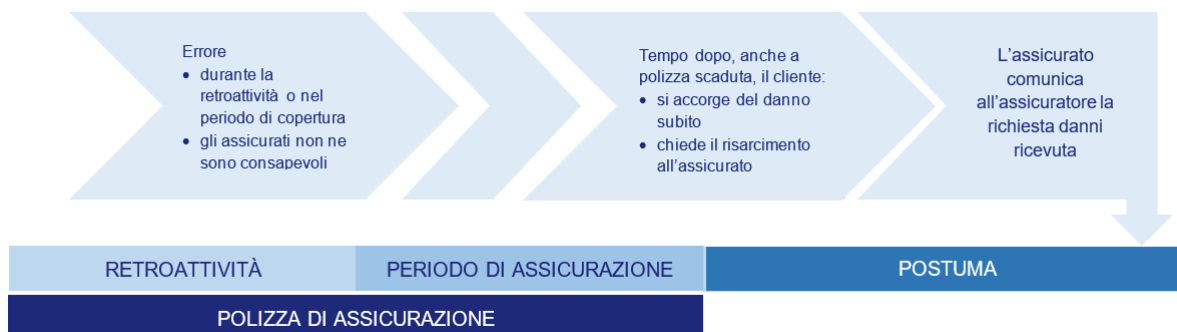 Errore
• durante la
retroattività o nel
periodo di copertura
• gli assicurati non ne
sono consapevoli
Tempo dopo, anche a
polizza scaduta, il cliente:
• si accorge del danno
subito
• chiede il risarcimento
all'assicurato
L'assicurato
comunica
all'assicuratore la
richiesta danni
ricevuta
RETROATTIVITÀ
PERIODO DI ASSICURAZIONE
POSTUMA
POLIZZA DI ASSICURAZIONE